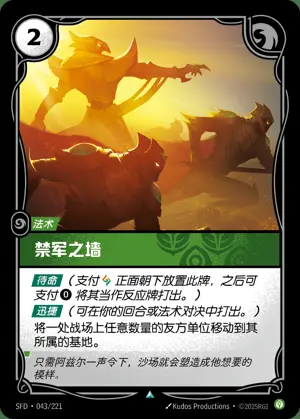 2
法术
禁军之墙
待命（支付 正面朝下放置此牌，之后可
支付 0 将其当作反应牌打出。）
迅捷（可在你的回合或法术对决中打出。）
将一处战场上任意数量的友方单位移动到其
所属的基地。
只需阿兹尔一声令下，沙场就会塑造成他想要的
模样。
SFD • 043/221
Kudos Productions • ©2025RGI